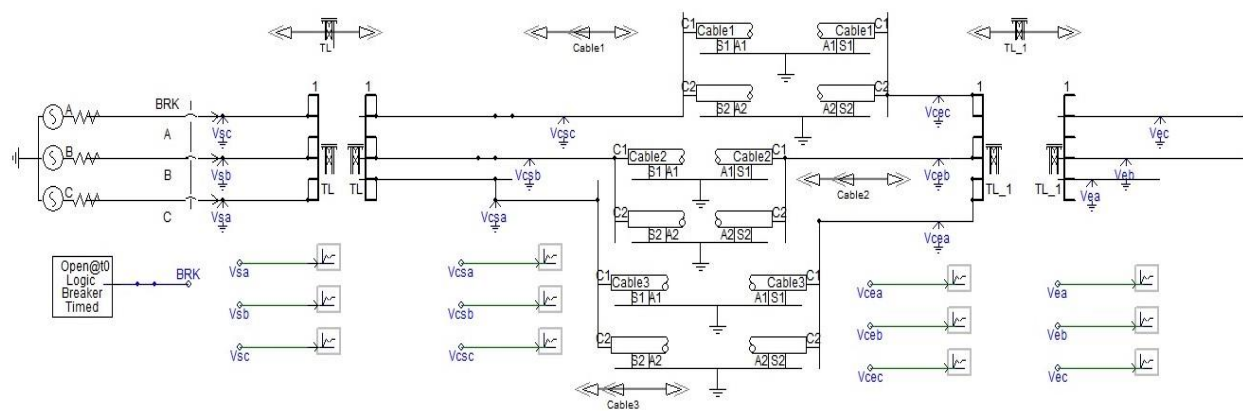 TL
Cable1
TL_1
A
B
C
BRK
A
B
C
Vsc
Vsb
Vsa
1
TL
1
TL
Vcsc
Vcsb
Vcsa
C1
Cable1
S1 A1
Cable1
C1
A1 S1
C2
S2 A2
C2
A2 S2
C1
Cable2
S1 A1
Cable2
C1
A1 S1
C2
S2 A2
C2
A2 S2
Cable2
C1
Cable3
S1 A1
Cable3
C1
A1 S1
C2
S2 A2
C2
A2 S2
Cable3
Vcec
Vceb
Vcea
1
TL_1
1
TL_1
Vec
Veb
Vea
Open@t0
Logic
Breaker
Timed
BRK
Vsa
Vsb
Vsc
Vcsa
Vcsb
Vcsc
Vcea
Vceb
Vcec
Vea
Veb
Vec